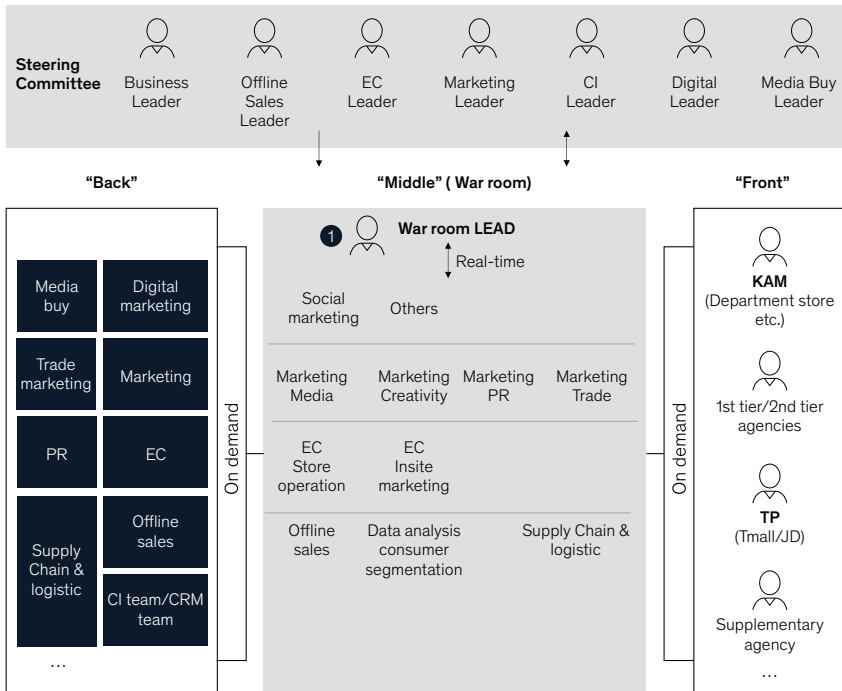 Steering
Committee
Business
Leader
Offline
Sales
Leader
EC
Leader
Marketing
Leader
CI
Leader
Digital
Leader
Media Buy
Leader
“Back”
“Middle” ( War room)
“Front”
Media
buy
Digital
marketing
Trade
marketing
Marketing
PR
EC
Supply
Chain &
logistic
Offline
sales
CI team/CRM
team
…
On demand
1
War room LEAD
Real-time
Social
marketing
Others
Marketing
Media
Marketing
Creativity
Marketing
PR
Marketing
Trade
EC
Store
operation
EC
Insite
marketing
Offline
sales
Data analysis
consumer
segmentation
Supply Chain &
logistic
On demand
KAM
(Department store
etc.)
1st tier/2nd tier
agencies
TP
(Tmall/JD)
Supplementary
agency
…